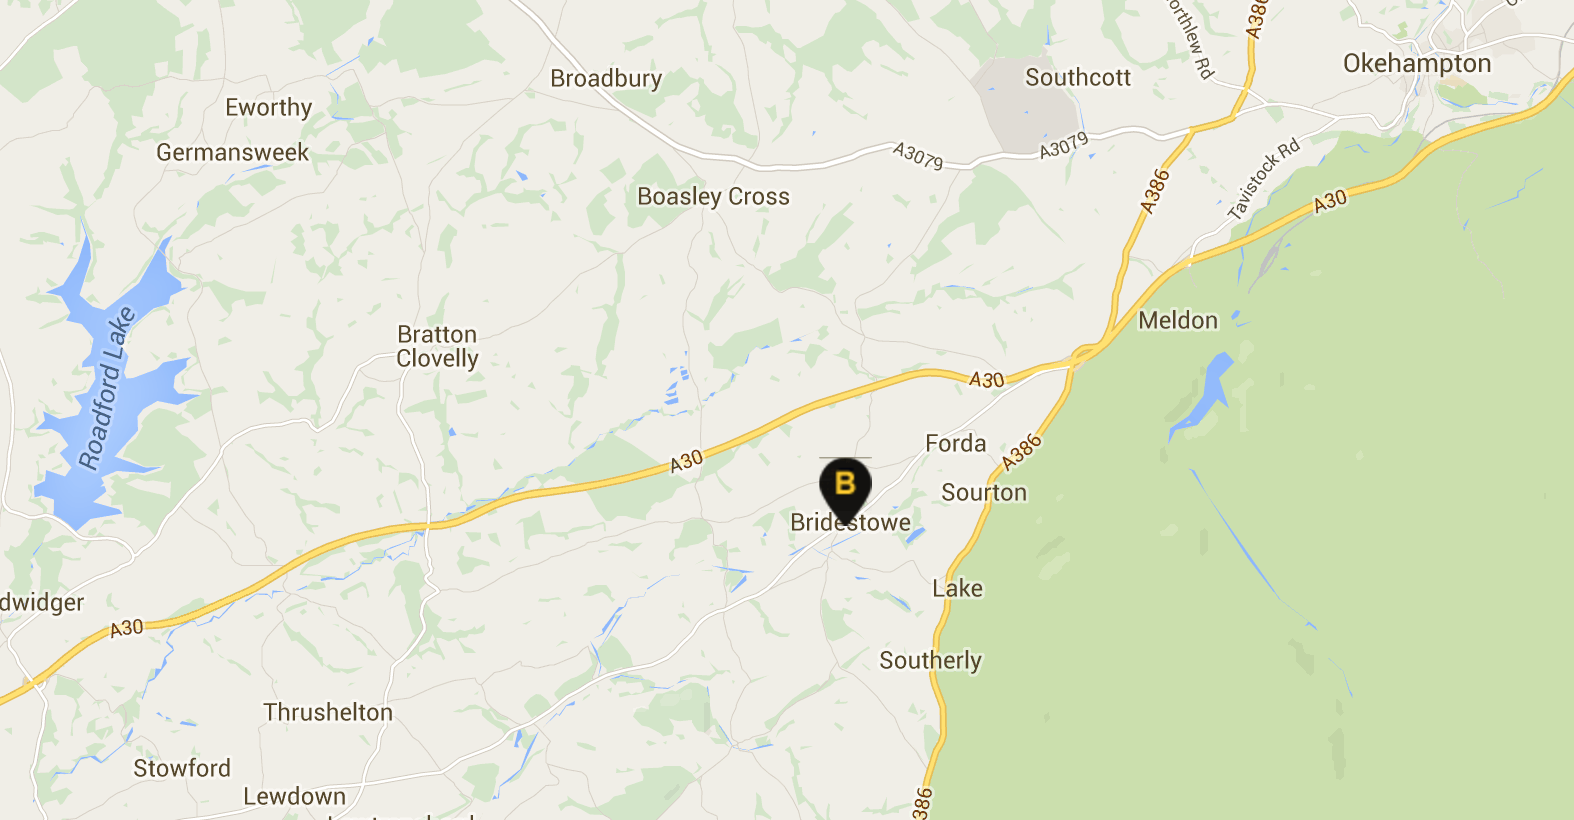 A386
orthlew Rd
Okehampton
Broadbury
Southcott
Eworthy
Germansweek
A3079
A3079
Tavistock Rd
A386
A30
Boasley Cross
Roadford Lake
Bratton
Clovelly
Meldon
A30
Forda
A386
A30
B
Sourton
Bridestowe
Lake
dwidger
A30
Southerly
Thrushelton
Stowford
Lewdown
386